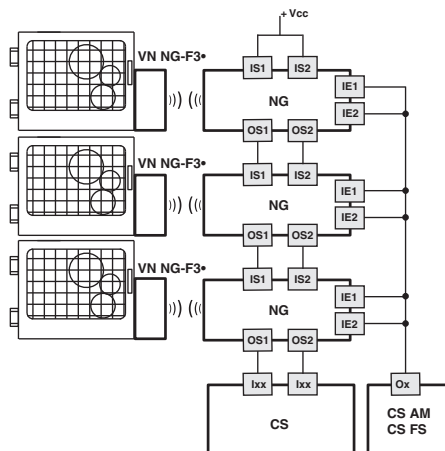 + Vcc
VN NG-F3•
IS1 IS2
IE1
NG
IE2
OS1 OS2
VN NG-F3•
IS1 IS2
IE1
NG
IE2
OS1 OS2
VN NG-F3•
IS1 IS2
IE1
NG
IE2
OS1 OS2
Ixx Ixx Ox
CS
CS AM
CS FS